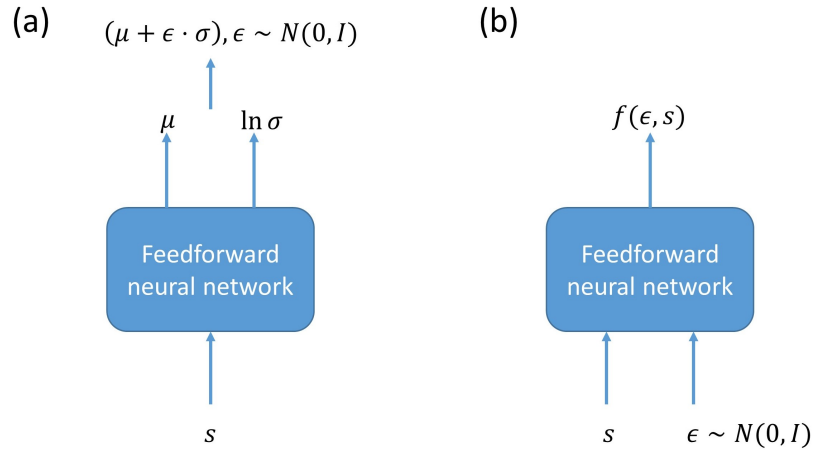 (a)
(μ + ϵ · σ), ϵ ~ N(0, I)
μ
ln σ
Feedforward
neural network
s
(b)
f(ϵ, s)
Feedforward
neural network
s
ϵ ~ N(0, I)